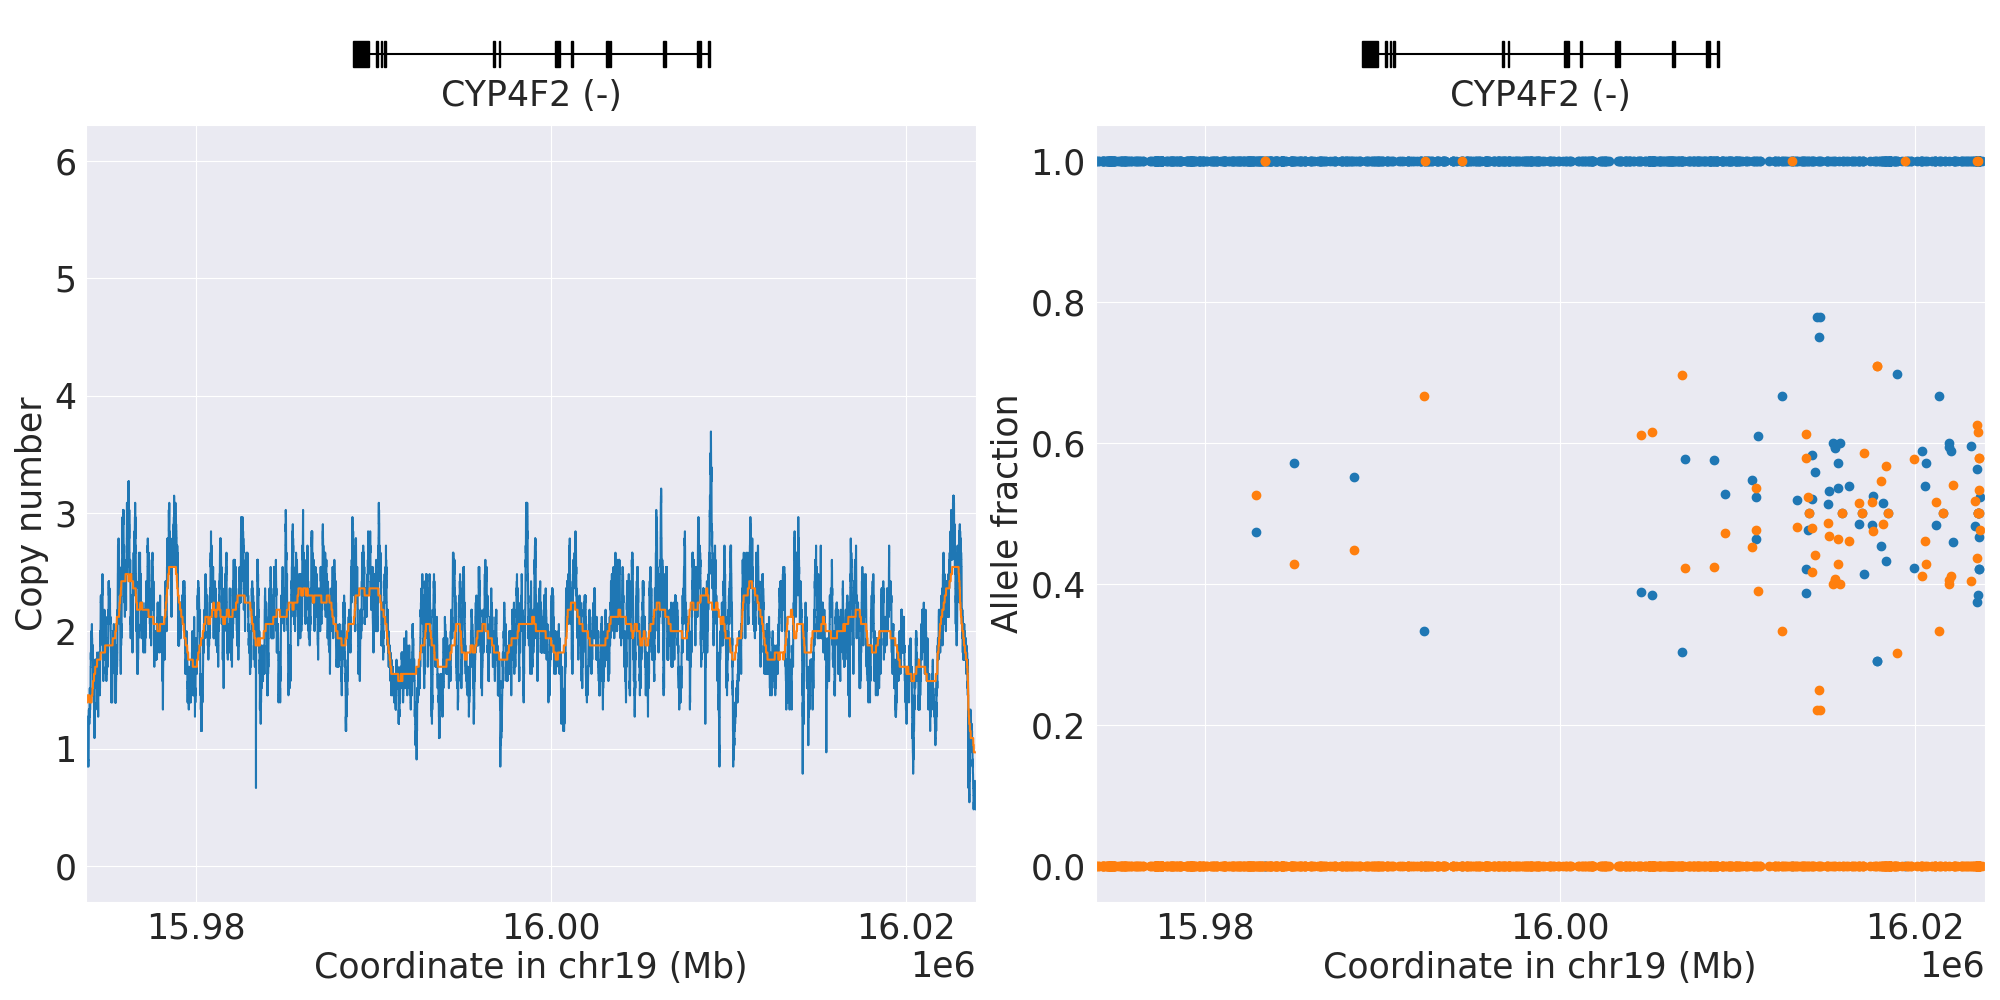 CYP4F2 (-)
6
5
4
3
2
1
0
Copy number
15.98
16.00
16.02
Coordinate in chr19 (Mb)
1e6
CYP4F2 (-)
1.0
0.8
0.6
0.4
0.2
0.0
Allele fraction
15.98
16.00
16.02
Coordinate in chr19 (Mb)
1e6